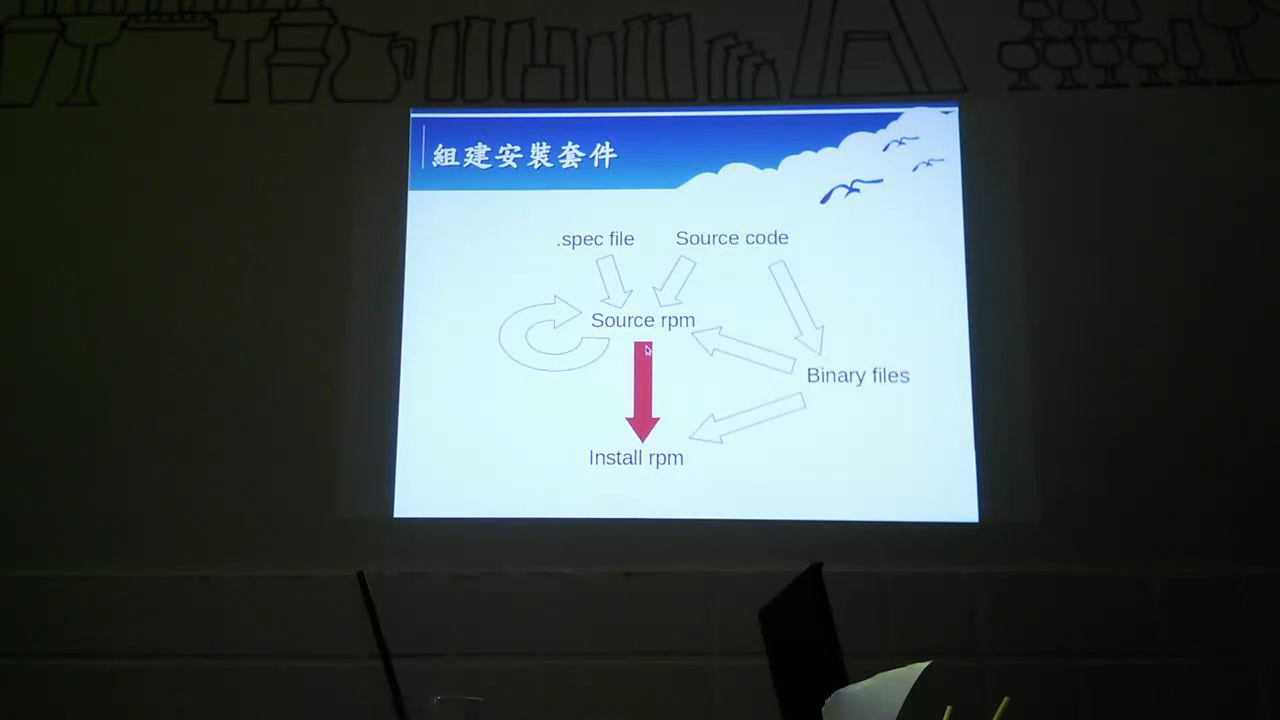 組建安裝套件
.spec file
Source code
Source rpm
Binary files
Install rpm